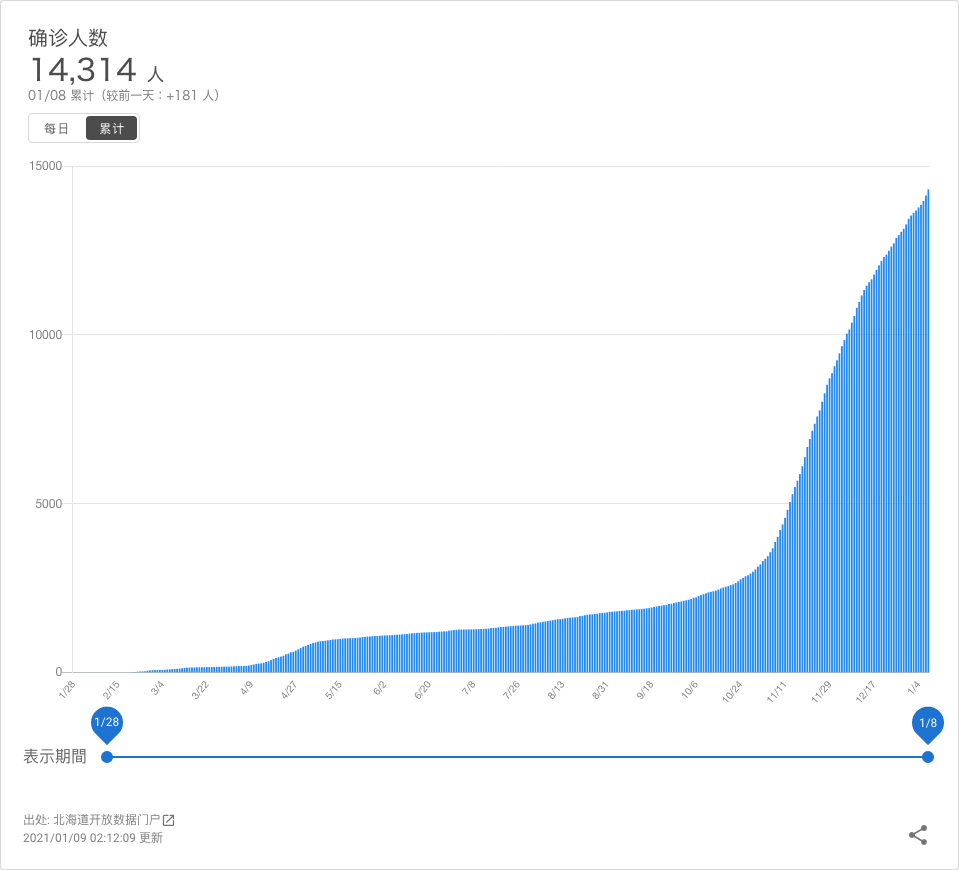 确诊人数
14,314 人
01/08 累计（较前一天：+181 人）
每日 累计
15000
10000
5000
0
1/28 2/15 3/4 3/22 4/9 4/27 5/15 6/2 6/20 7/8 7/26 8/13 8/31 9/18 10/6 10/24 11/11 11/29 12/17 1/4
1/28 1/8
表示期間
出处: 北海道开放数据门户
2021/01/09 02:12:09 更新